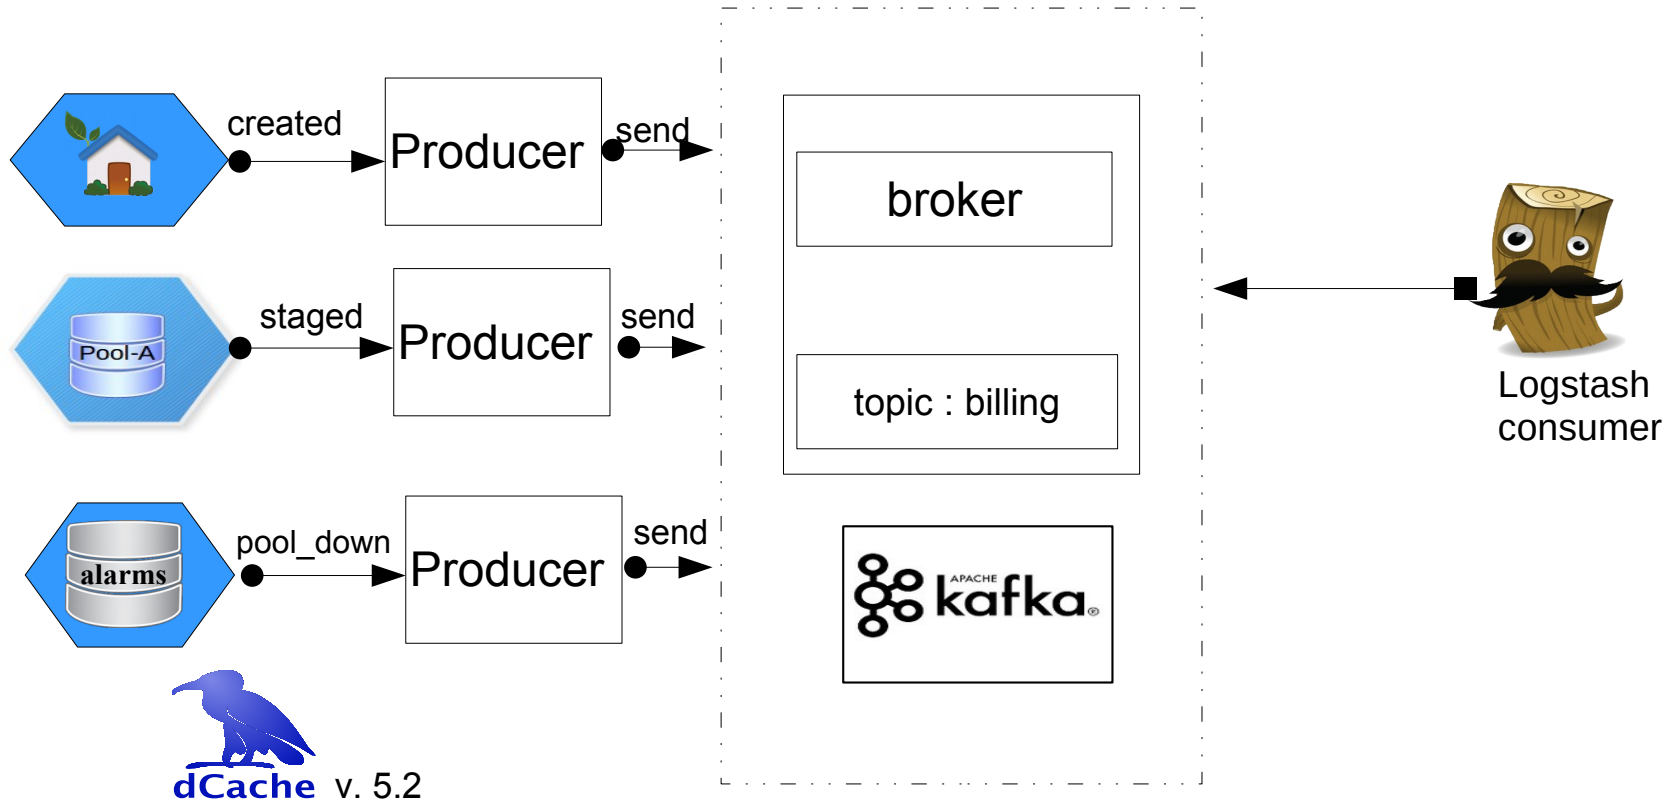 created
Producer
send
broker
staged
Pool-A
Producer
send
topic : billing
Logstash
consumer
pool_down
alarms
Producer
send
APACHE
kafka®
dCache v. 5.2